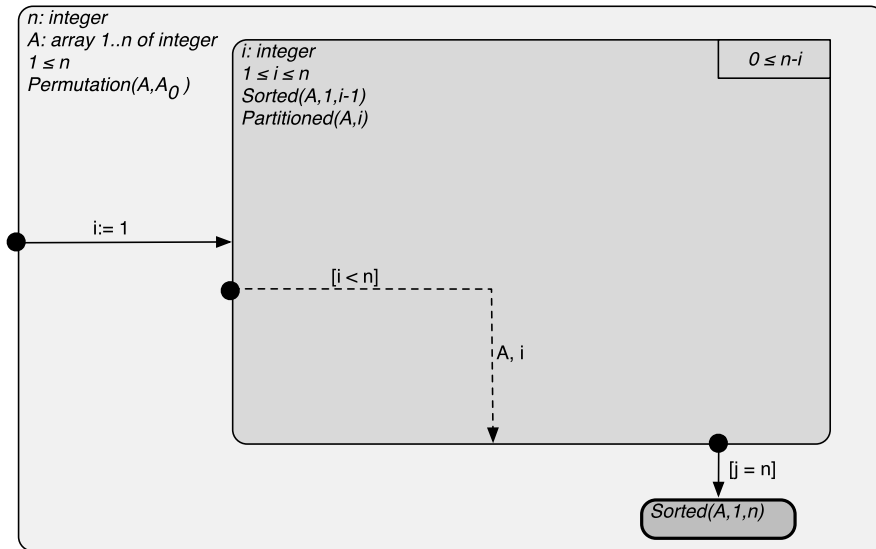 n: integer
A: array 1..n of integer
1 ≤ n
Permutation(A,A₀ )
i: integer
1 ≤ i ≤ n
Sorted(A,1,i-1)
Partitioned(A,i)
0 ≤ n-i
i:= 1
[i < n]
A, i
[j = n]
Sorted(A,1,n)